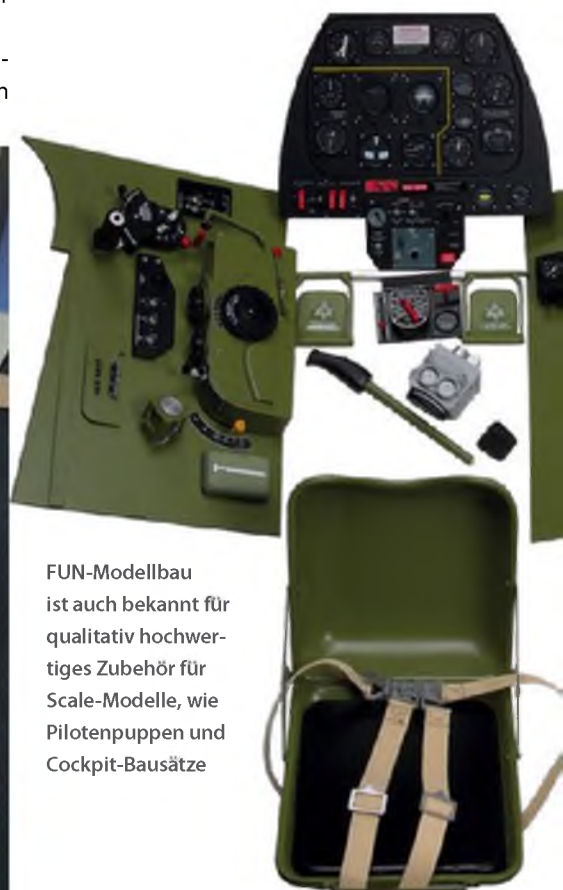 FUN-Modellbau
ist auch bekannt für
qualitativ hochwer-
tiges Zubehör für
Scale-Modelle, wie
Pilotenpuppen und
Cockpit-Bausätze